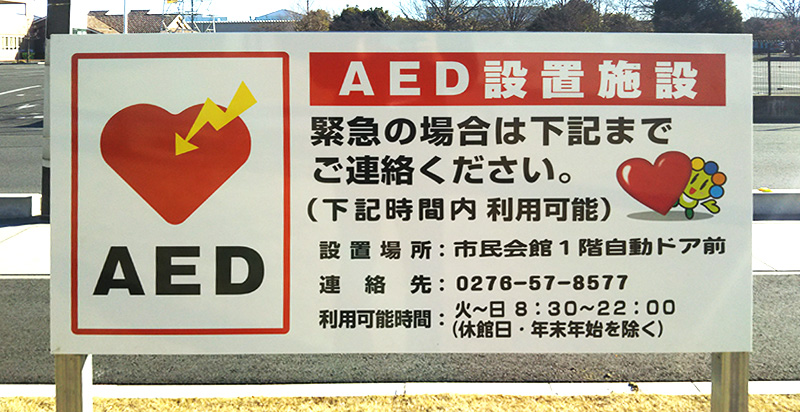 AED
AED設置施設
緊急の場合は下記まで
ご連絡ください。
(下記時間内 利用可能)
設置場所：市民会館1階自動ドア前
連絡先：0276-57-8577
利用可能時間：火〜日 8：30〜22：00
(休館日・年末年始を除く)